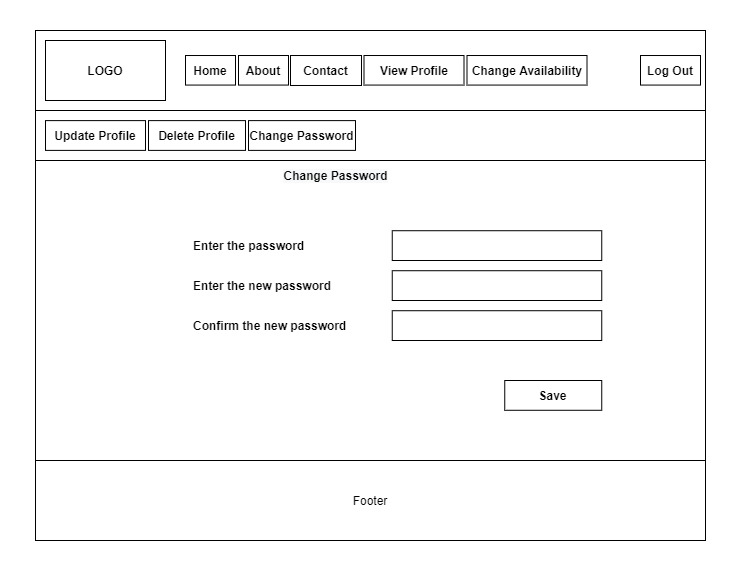 LOGO
Home About Contact View Profile Change Availability Log Out
Update Profile Delete Profile Change Password
Change Password
Enter the password
Enter the new password
Confirm the new password
Save
Footer